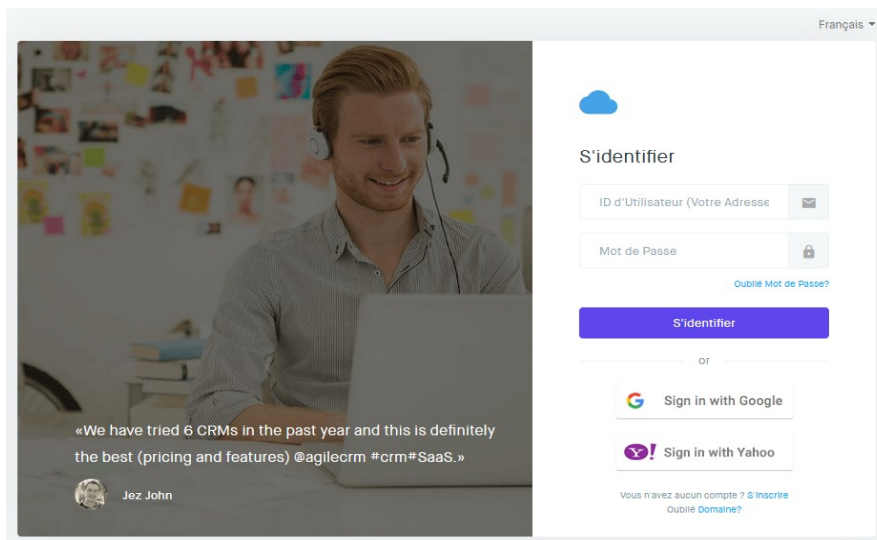 Français
«We have tried 6 CRMs in the past year and this is definitely
the best (pricing and features) @agilecrm #crm#SaaS.»
Jez John
S'identifier
ID d'Utilisateur (Votre Adresse
Mot de Passe
Oublié Mot de Passe?
S'identifier
or
Sign in with Google
Sign in with Yahoo
Vous n'avez aucun compte ? S'inscrire
Oublié Domaine?